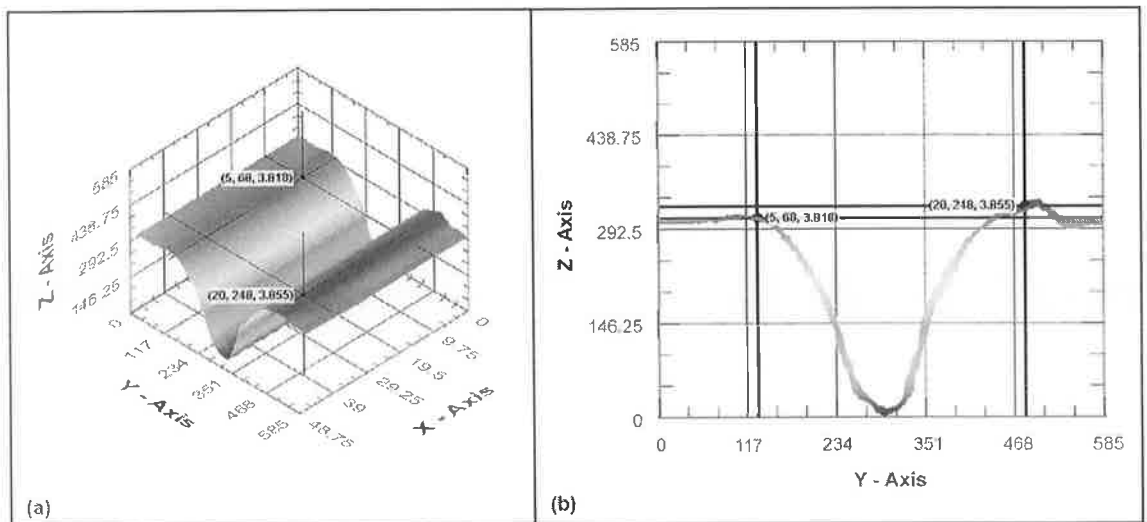 585
438.75
292.5
146.25
Z - Axis
0
117
234
351
468
585
Y - Axis
0
9.75
19.5
29.25
39
48.75
X - Axis
(5, 68, 3.818)
(20, 248, 3.855)
(a)
585
438.75
292.5
146.25
0
Z - Axis
(20, 248, 3.855)
(5, 68, 3.818)
0 117 234 351 468 585
Y - Axis
(b)